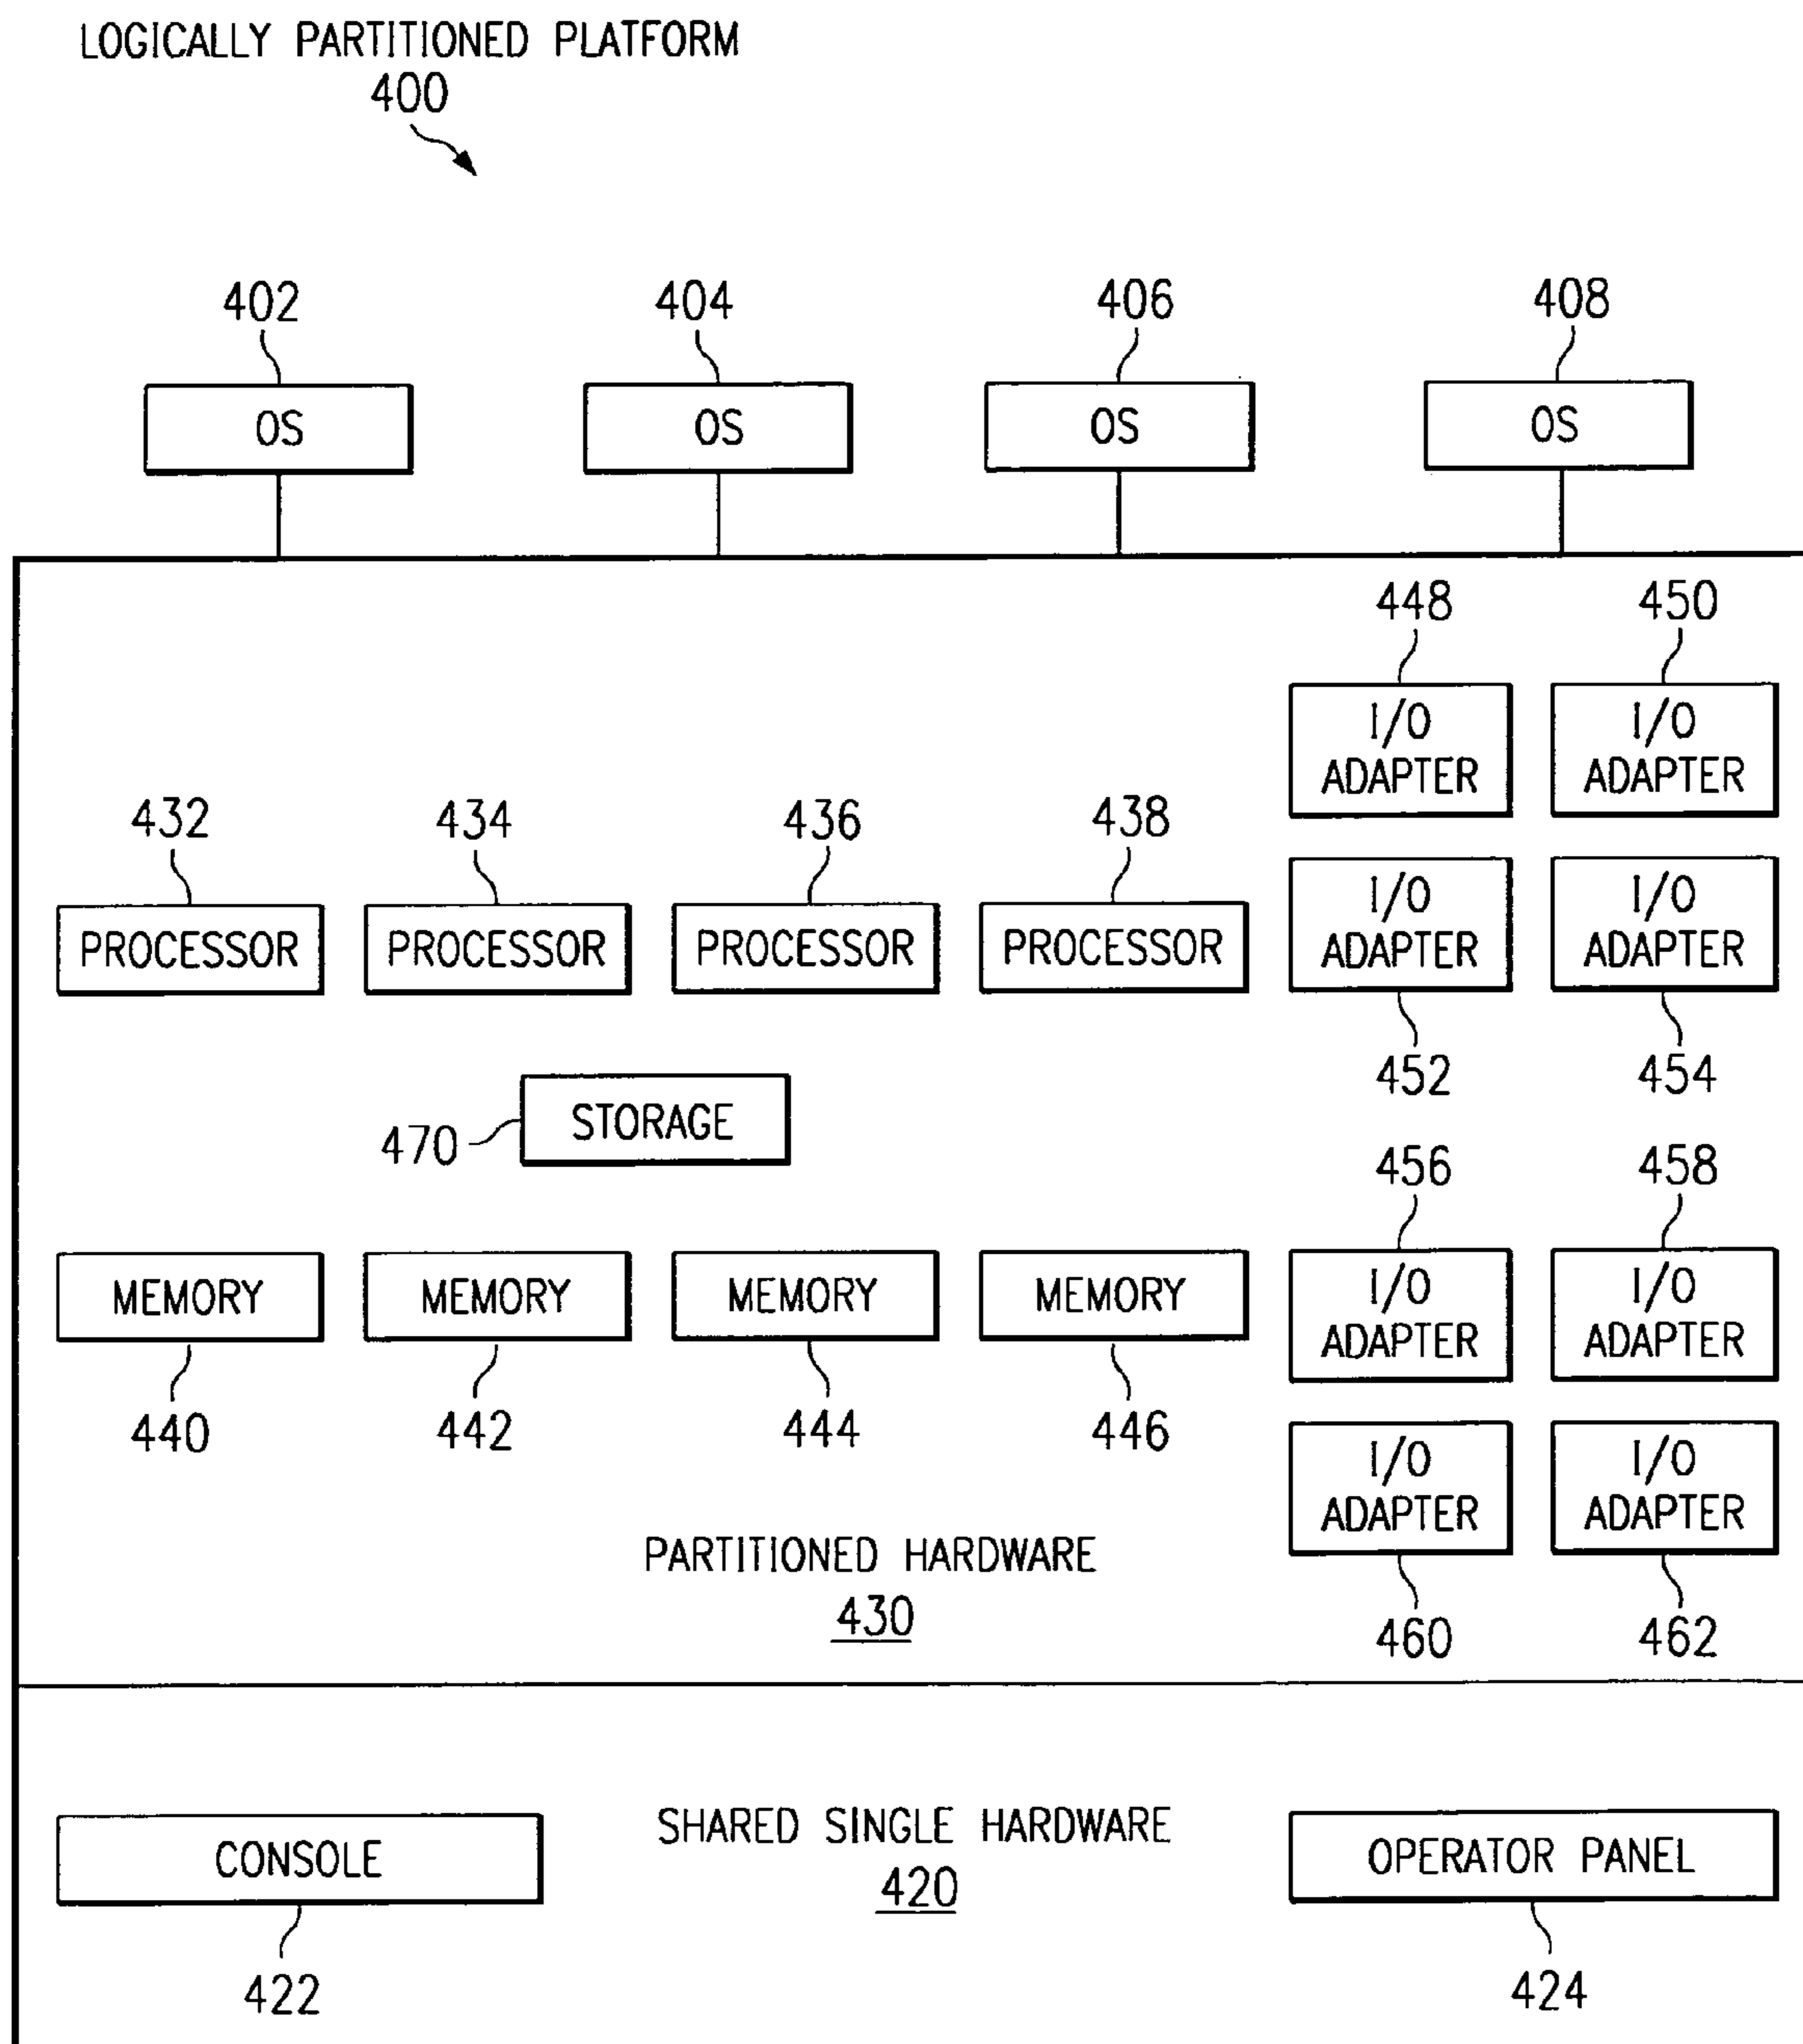 LOGICALLY PARTITIONED PLATFORM
400
402 404 406 408
OS OS OS OS
448 450
I/O ADAPTER I/O ADAPTER
432 434 436 438
PROCESSOR PROCESSOR PROCESSOR PROCESSOR
I/O ADAPTER I/O ADAPTER
452 454
470 STORAGE
456 458
MEMORY MEMORY MEMORY MEMORY
I/O ADAPTER I/O ADAPTER
440 442 444 446
I/O ADAPTER I/O ADAPTER
460 462
PARTITIONED HARDWARE
430
CONSOLE
422
SHARED SINGLE HARDWARE
420
OPERATOR PANEL
424